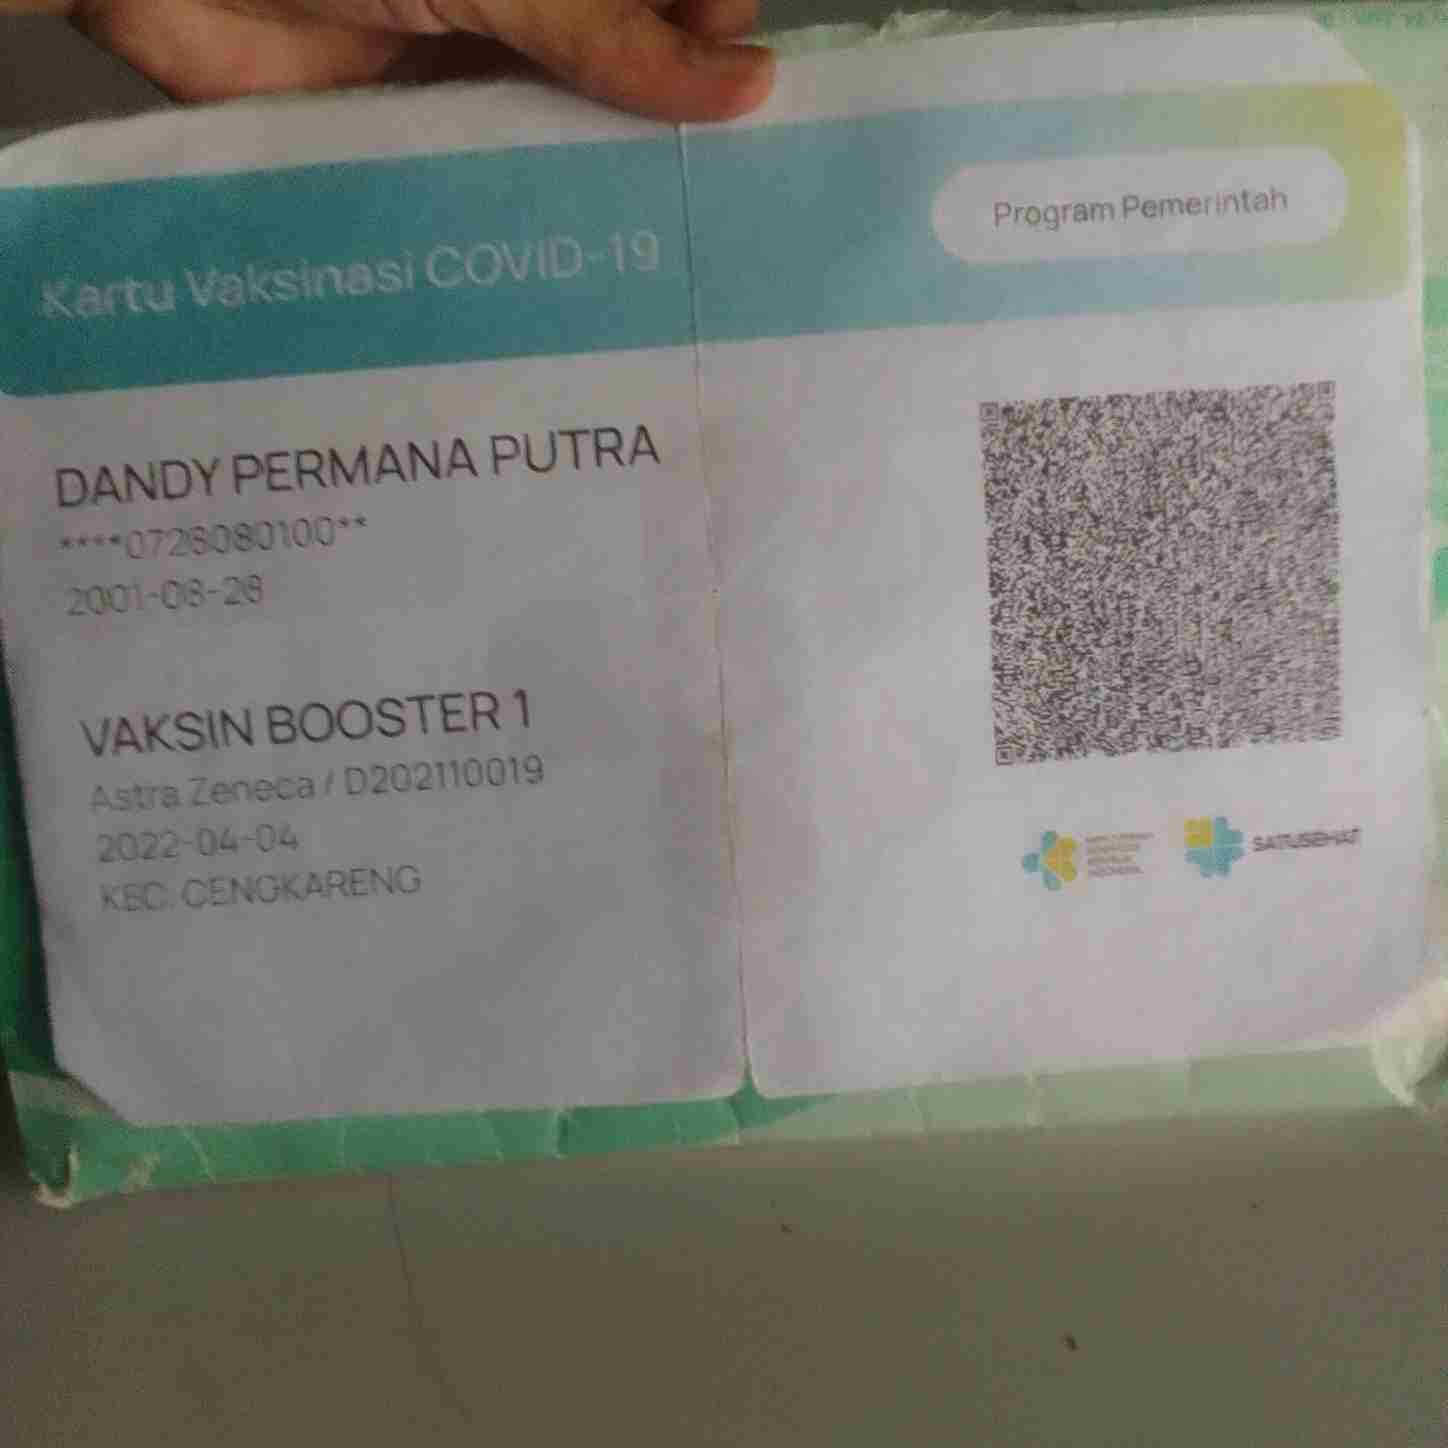 Kartu Vaksinasi COVID-19
Program Pemerintah
DANDY PERMANA PUTRA
****0728080100**
2001-08-28
VAKSIN BOOSTER 1
Astra Zeneca / D202110019
2022-04-04
KEC. CENGKARENG
SATUSEHAT